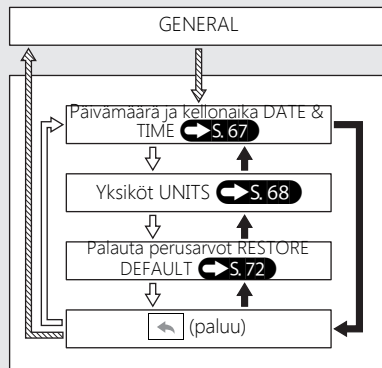 GENERAL
Päivämäärä ja kellonaika DATE &
TIME S. 67
Yksiköt UNITS S. 68
Palauta perusarvot RESTORE
DEFAULT S. 72
(paluu)